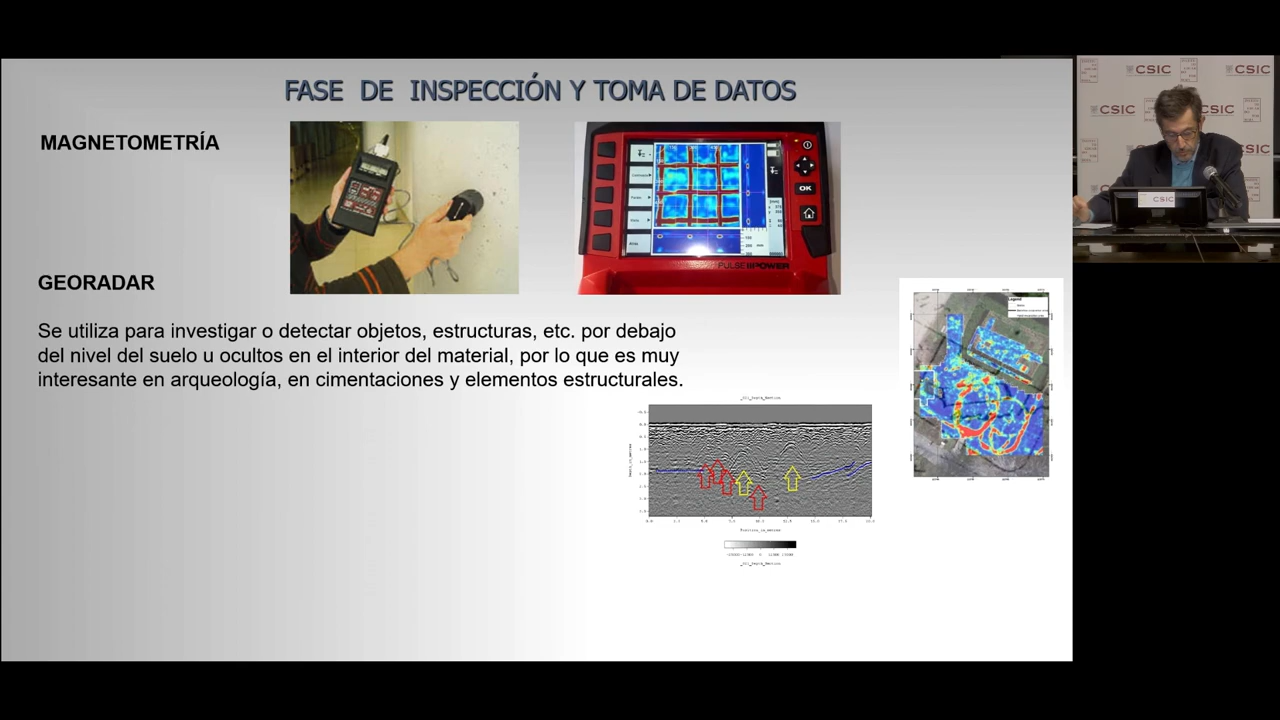 FASE DE INSPECCIÓN Y TOMA DE DATOS
MAGNETOMETRÍA
OK
GEORADAR
Se utiliza para investigar o detectar objetos, estructuras, etc. por debajo
del nivel del suelo u ocultos en el interior del material, por lo que es muy
interesante en arqueología, en cimentaciones y elementos estructurales.
CSIC
CSIC
CSIC
CSIC
CSIC
CSIC